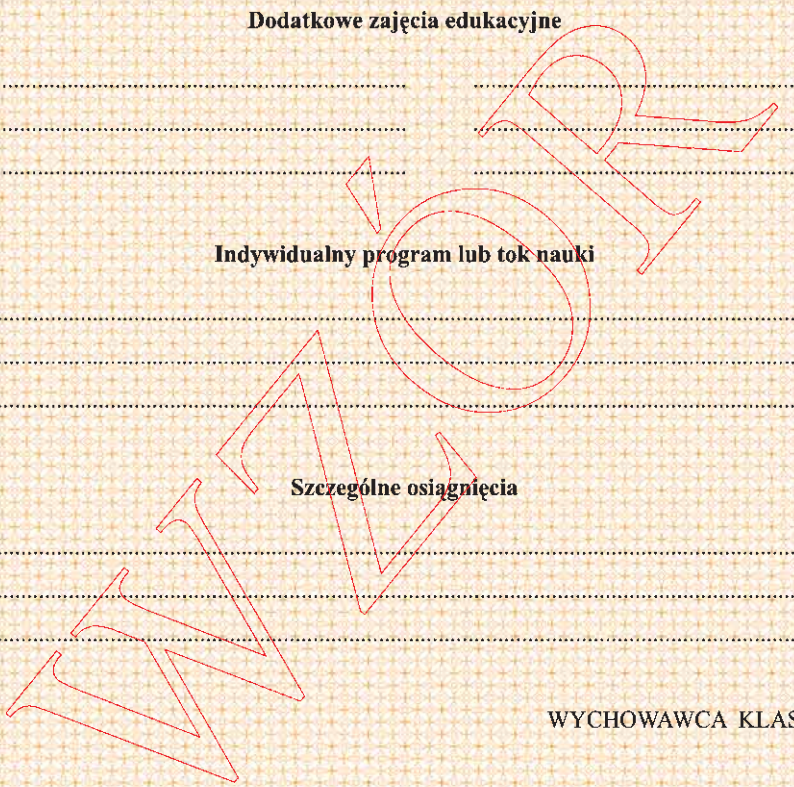 Dodatkowe zajęcia edukacyjne
Indywidualny program lub tok nauki
Szczególne osiągnięcia
WYCHOWAWCA KLAS
WZÓR